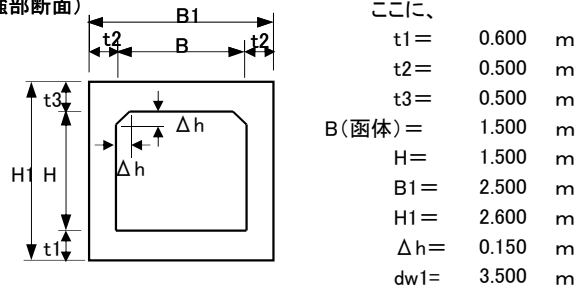 部断面)
B1
t2 B t2
t3
Δh
Δh
H1 H
t1
ここに、
t1= 0.600 m
t2= 0.500 m
t3= 0.500 m
B(函体)= 1.500 m
H= 1.500 m
B1= 2.500 m
H1= 2.600 m
Δh= 0.150 m
dw1= 3.500 m